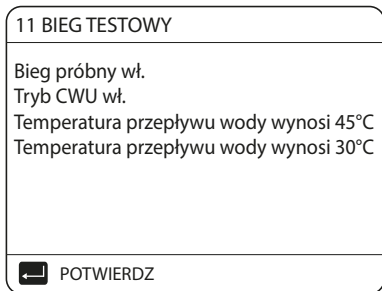 11 BIEG TESTOWY
Bieg próbny wł.
Tryb CWU wł.
Temperatura przepływu wody wynosi 45°C
Temperatura przepływu wody wynosi 30°C
POTWIERDZ